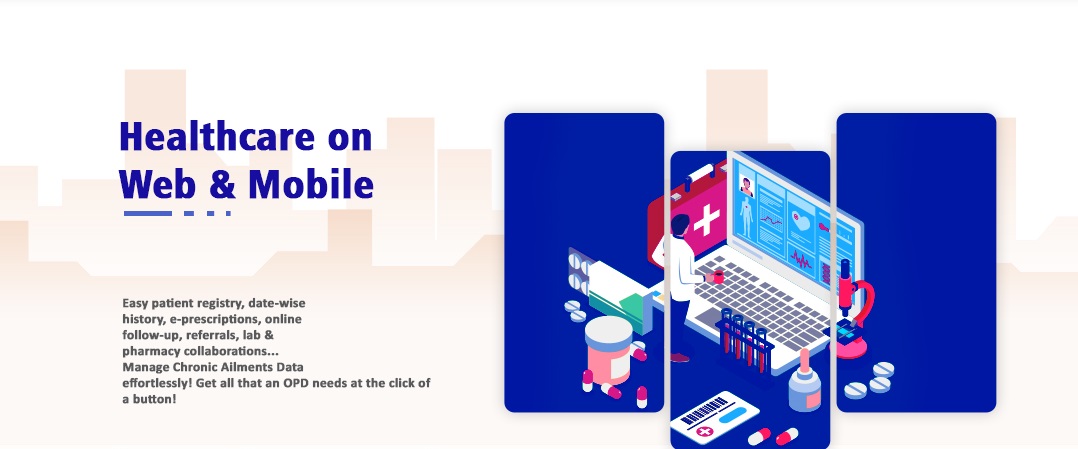 Healthcare on
Web & Mobile
Easy patient registry, date-wise
history, e-prescriptions, online
follow-up, referrals, lab &
pharmacy collaborations...
Manage Chronic Ailments Data
effortlessly! Get all that an OPD needs at the click of
a button!